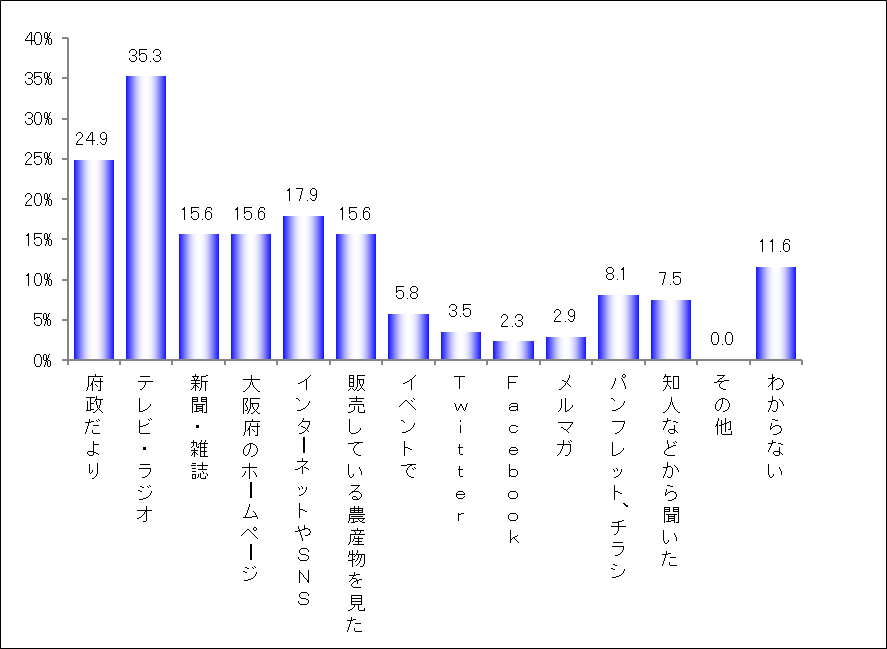 40%
35%
30%
25%
20%
15%
10%
5%
0%
24.9
35.3
15.6
15.6
17.9
15.6
5.8
3.5
2.3
2.9
8.1
7.5
0.0
11.6
府政だより
テレビ・ラジオ
新聞・雑誌
大阪府のホームページ
インターネットやSNS
販売している農産物を見た
イベントで
Twitter
Facebook
メルマガ
パンフレット、チラシ
知人などから聞いた
その他
わからない